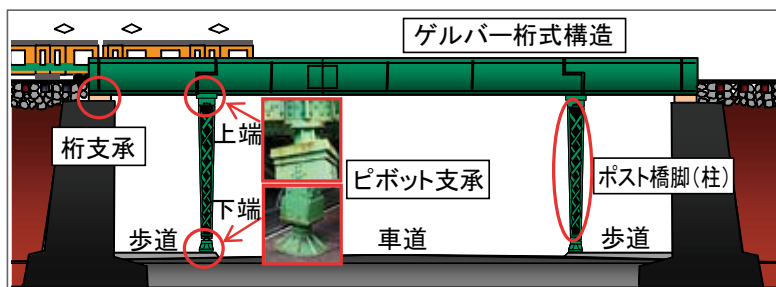 ゲルバー桁式構造
桁支承
上端
ピボット支承
下端
ポスト橋脚(柱)
歩道
車道
歩道